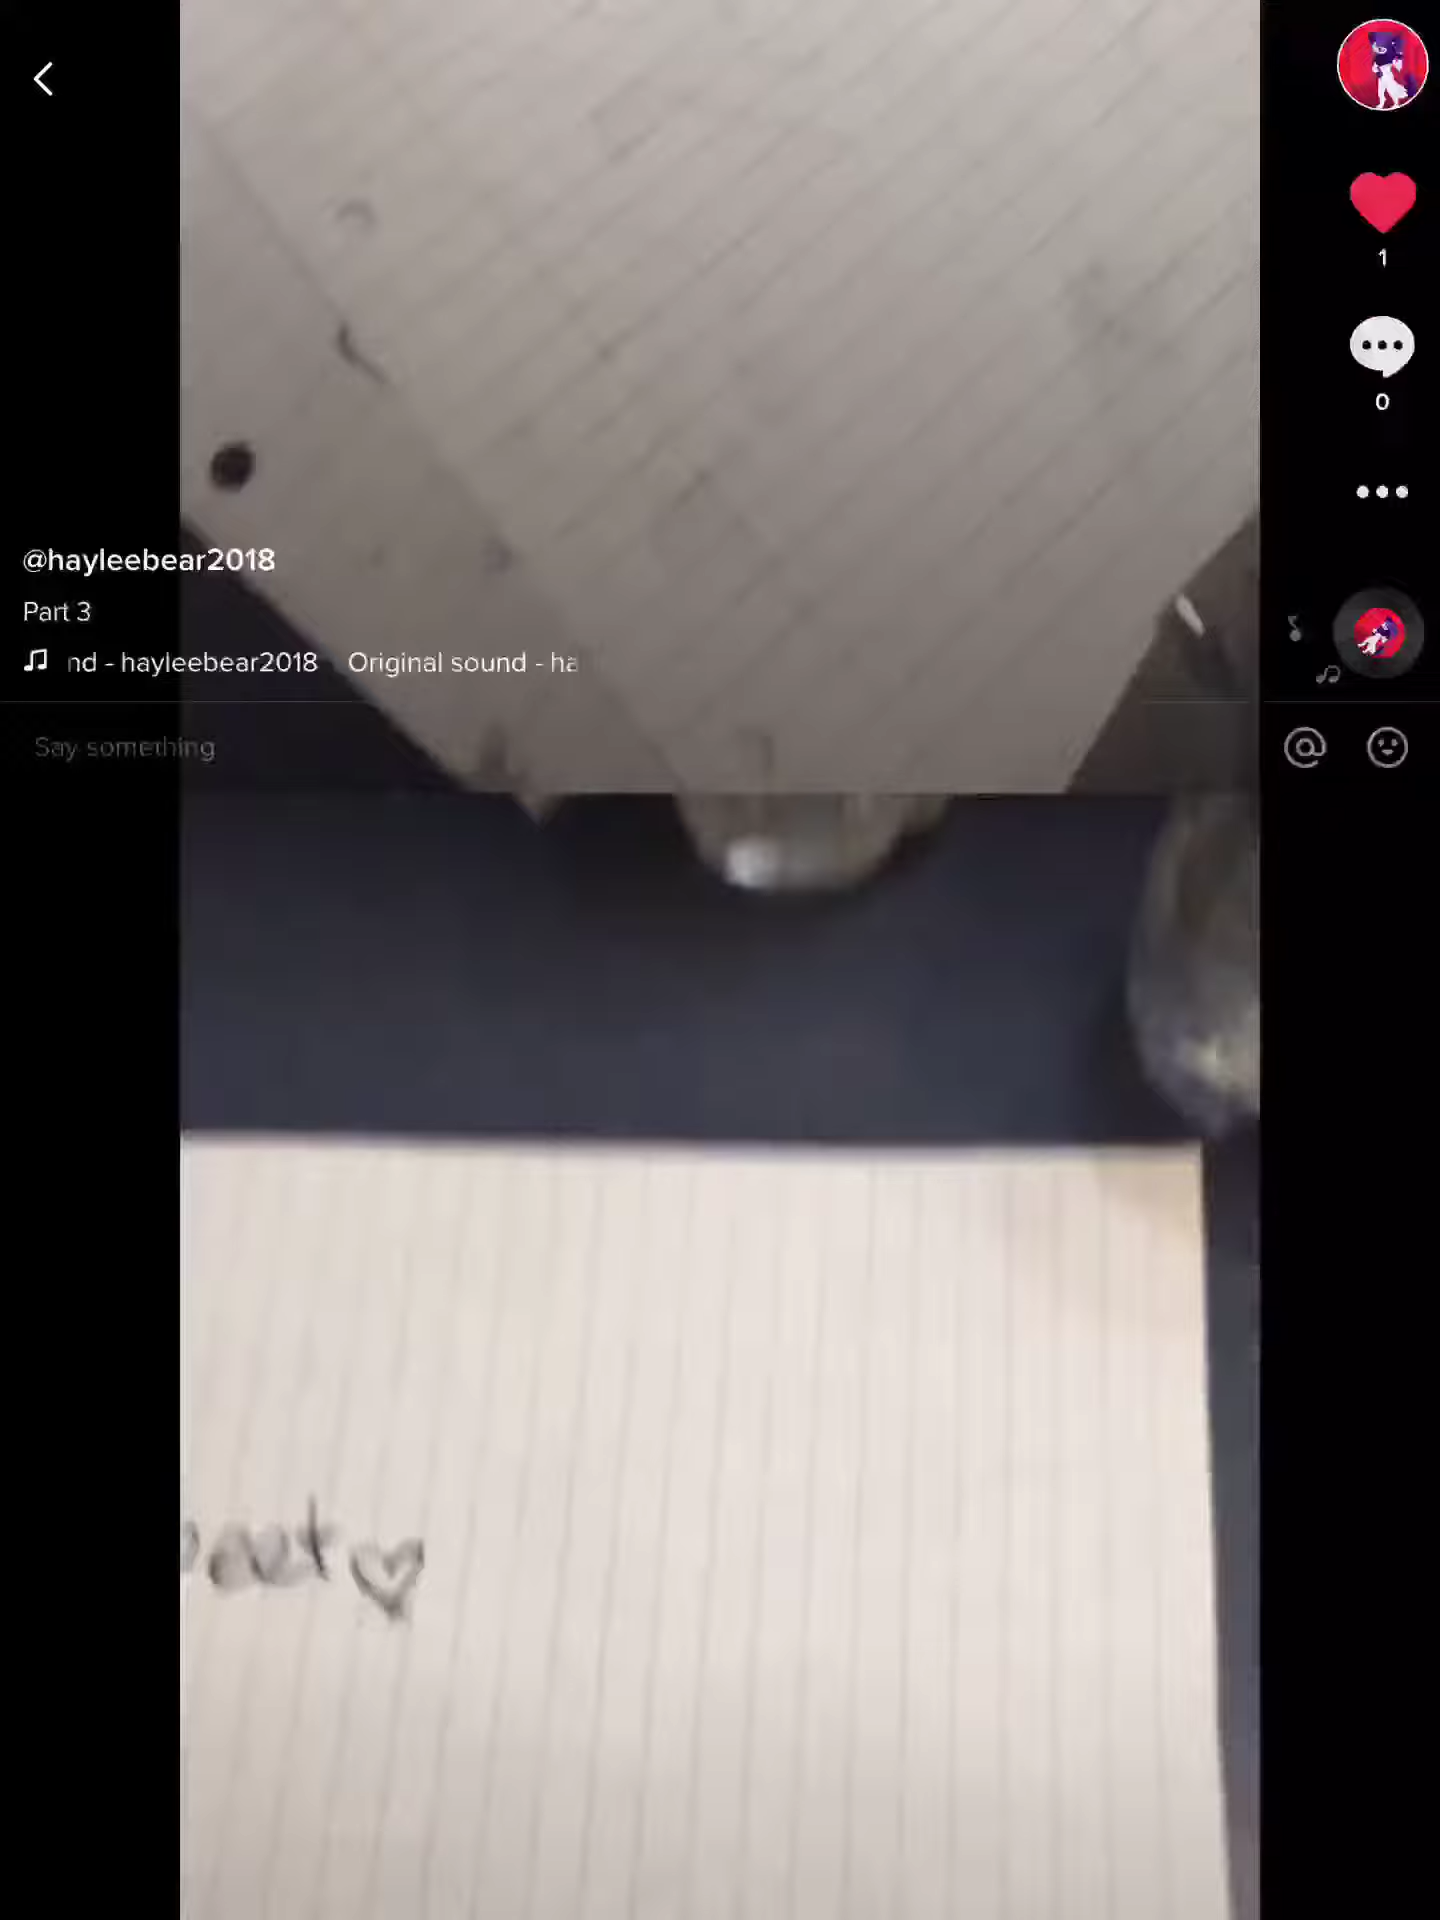 1
0
@hayleebear2018
Part 3
nd - hayleebear2018 Original sound - ha
Say something